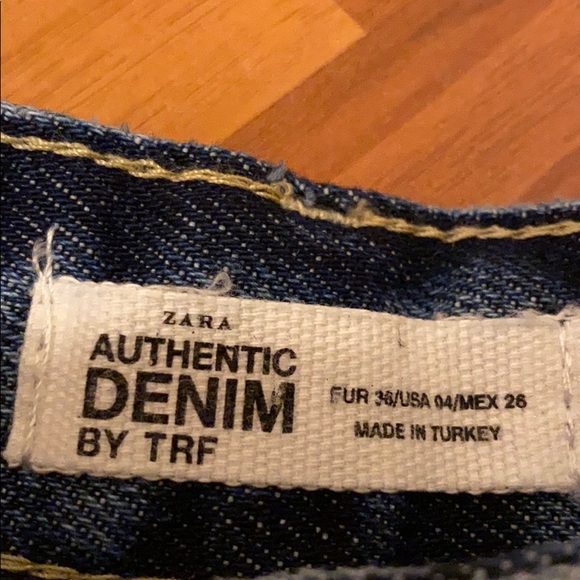 ZARA
AUTHENTIC
DENIM
BY TRF
EUR 36/USA 04/MEX 26
MADE IN TURKEY